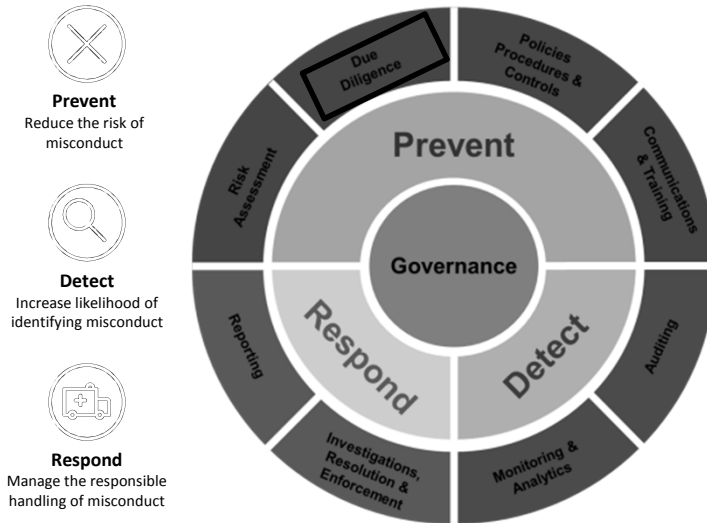 Prevent
Reduce the risk of
misconduct
Detect
Increase likelihood of
identifying misconduct
Respond
Manage the responsible
handling of misconduct
Due
Diligence
Policies
Procedures &
Controls
Risk
Assessment
Communications
& Training
Prevent
Governance
Respond
Detect
Reporting
Auditing
Investigations,
Resolution &
Enforcement
Monitoring &
Analytics